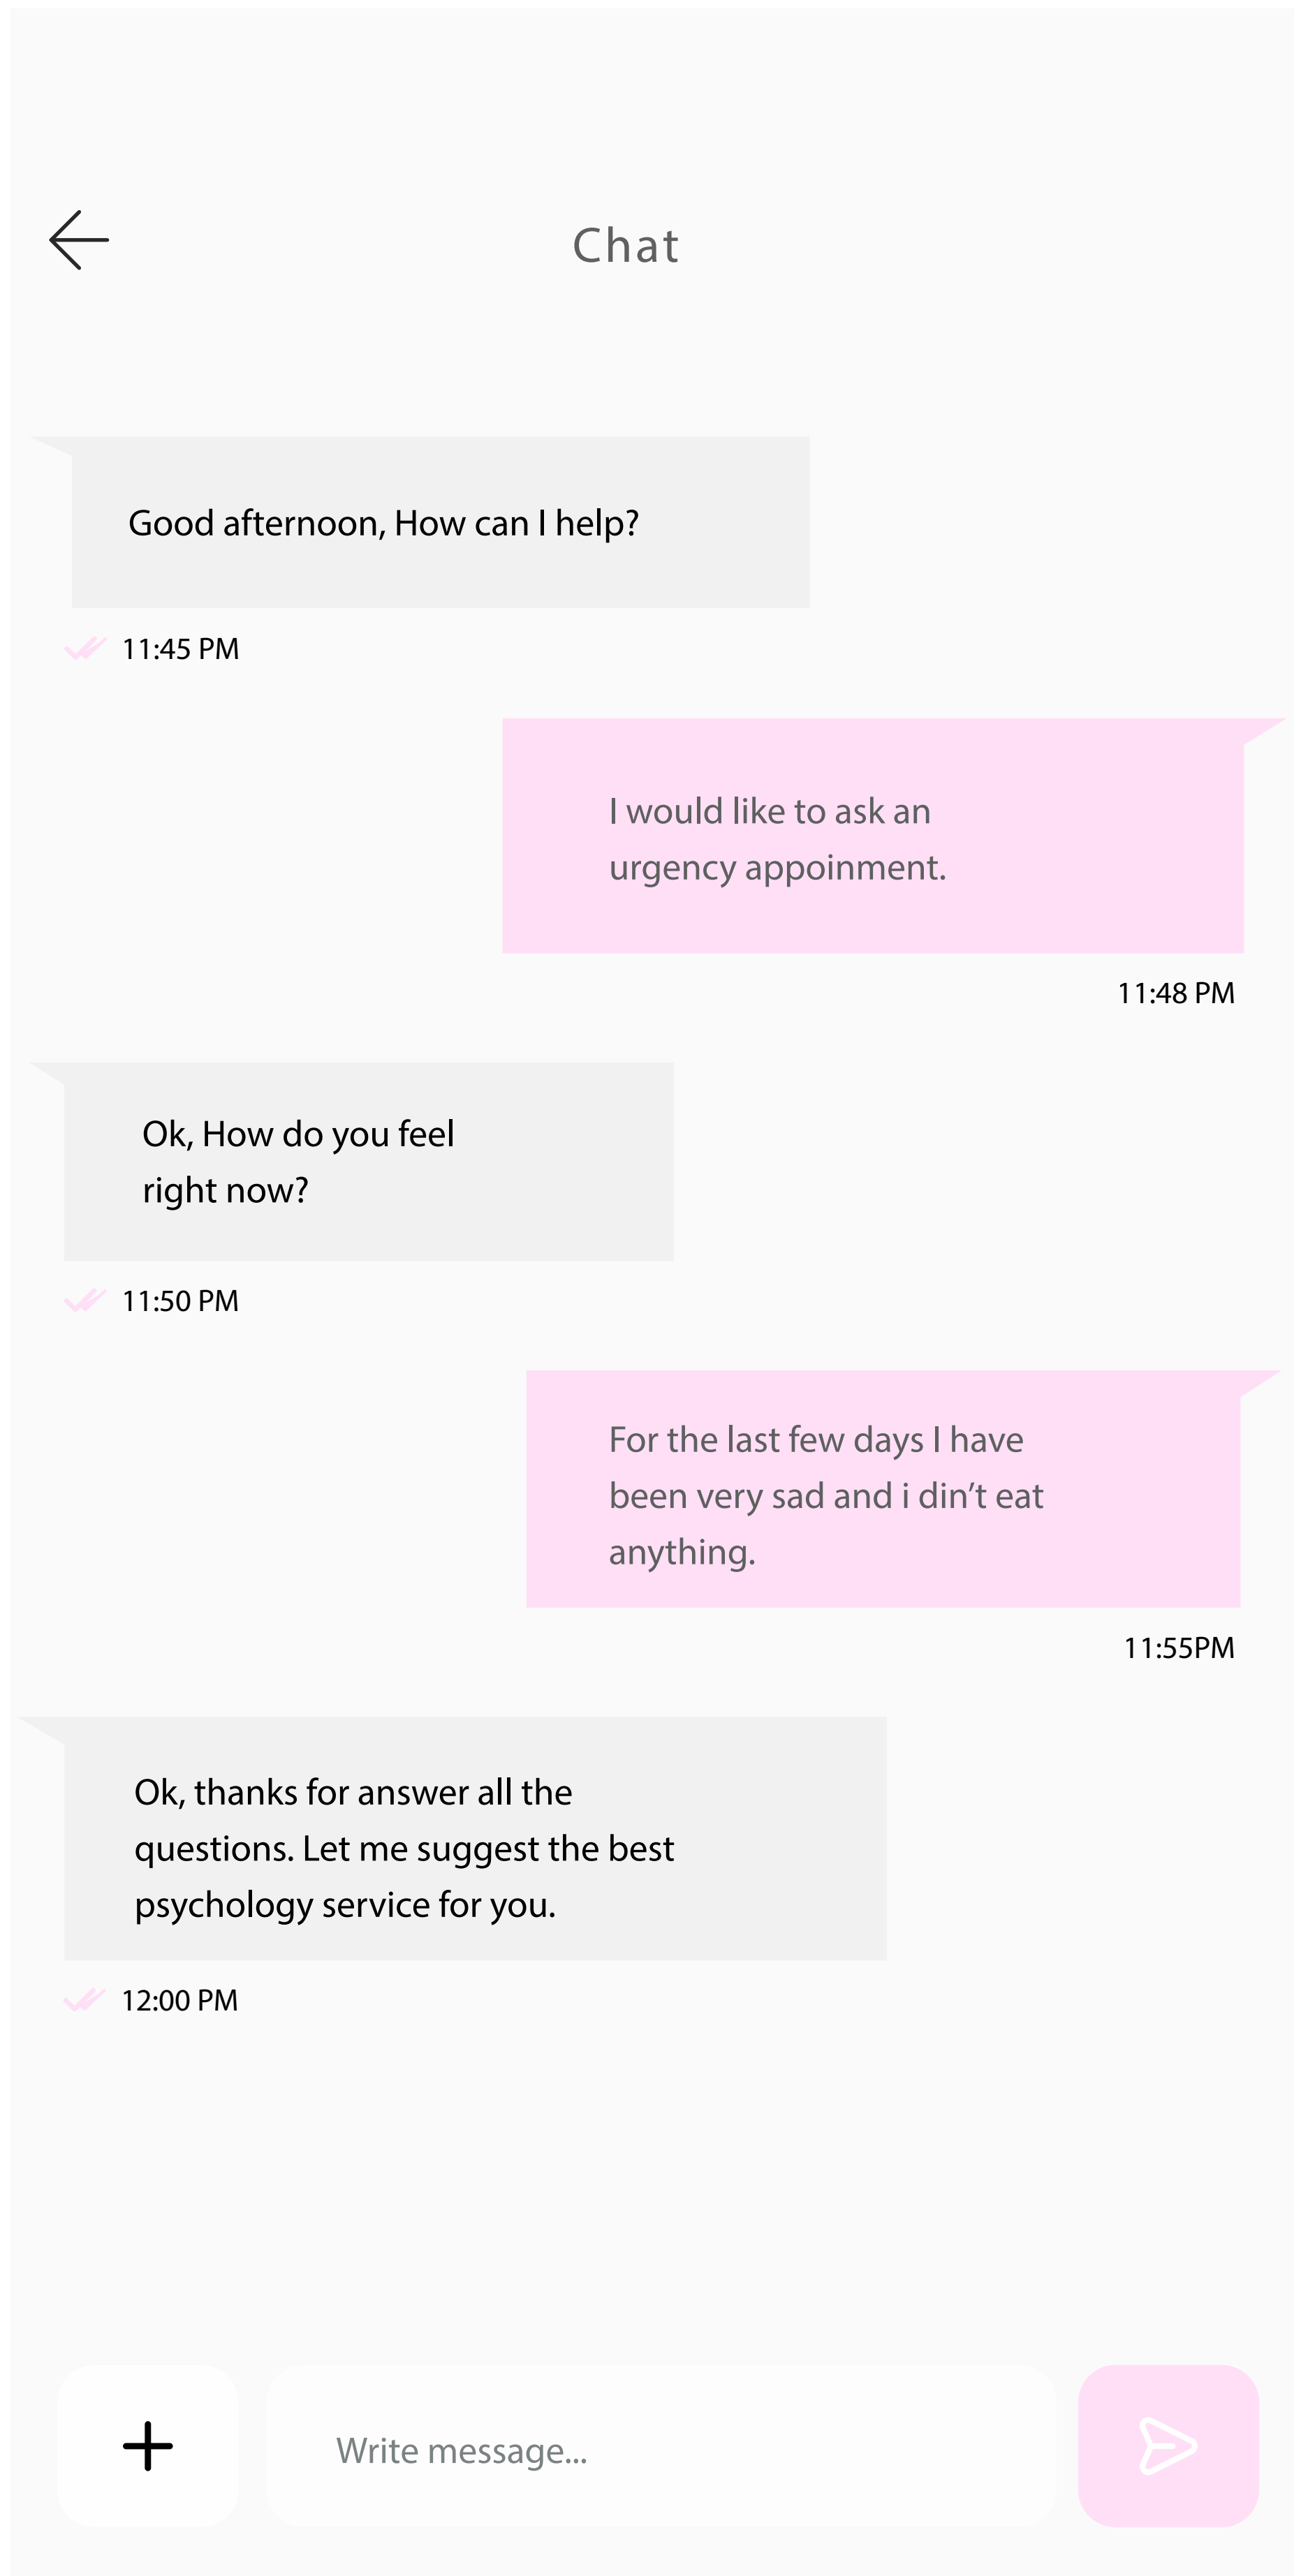 Chat
Good afternoon, How can I help?
11:45 PM
I would like to ask an
urgency appoinment.
11:48 PM
Ok, How do you feel
right now?
11:50 PM
For the last few days I have
been very sad and i din’t eat
anything.
11:55PM
Ok, thanks for answer all the
questions. Let me suggest the best
psychology service for you.
12:00 PM
Write message...